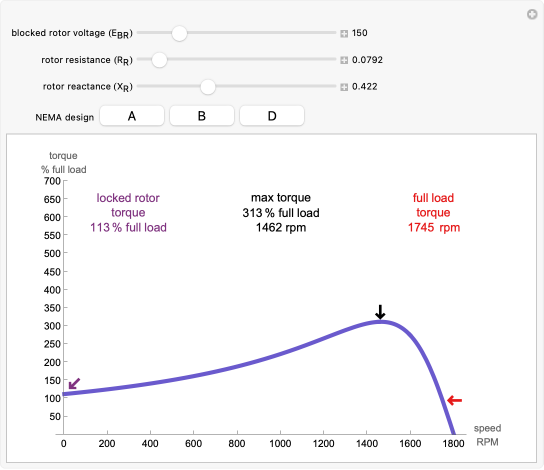 blocked rotor voltage (EBR) 150
rotor resistance (RR) 0.0792
rotor reactance (XR) 0.422
NEMA design A B D
torque
% full load
locked rotor
torque
113 % full load
max torque
313 % full load
1462 rpm
full load
torque
1745 rpm
700
650
600
550
500
450
400
350
300
250
200
150
100
50
0 200 400 600 800 1000 1200 1400 1600 1800
speed
RPM